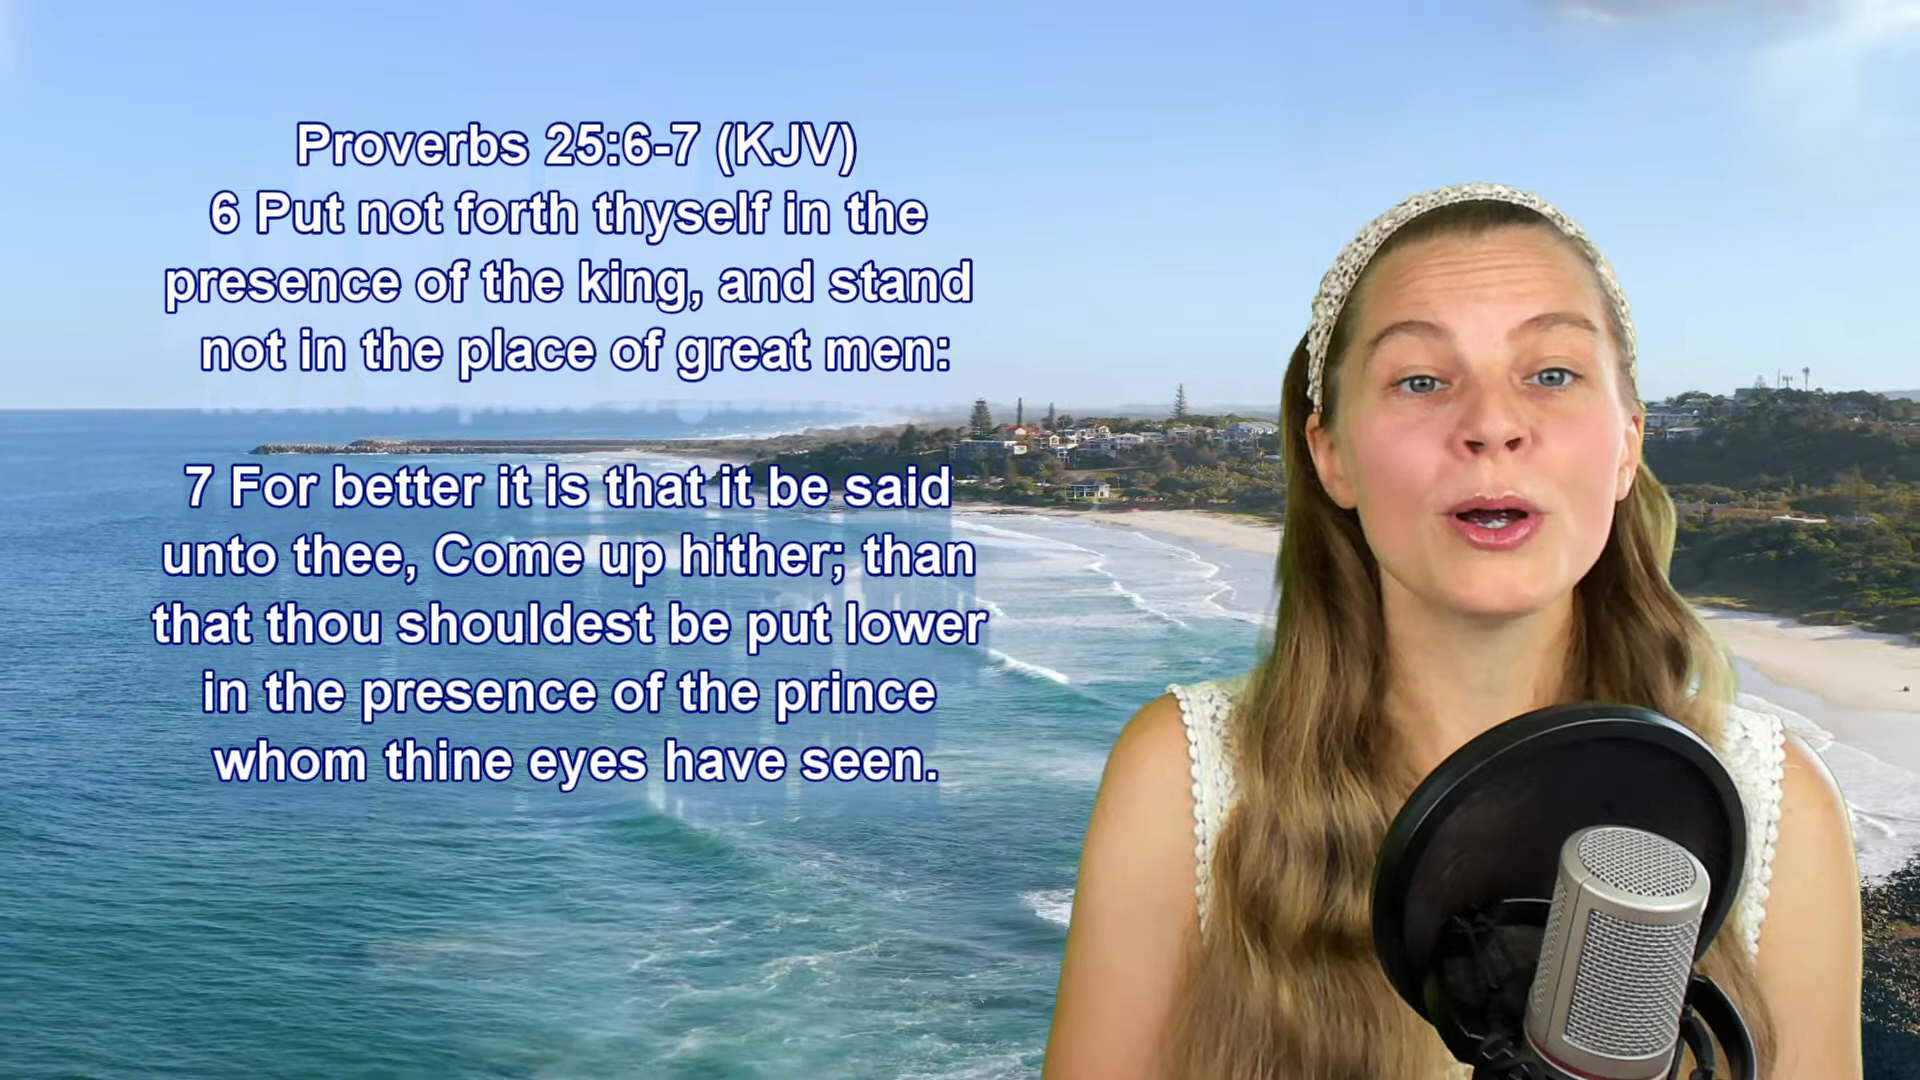 Proverbs 25:6-7 (KJV)
6 Put not forth thyself in the
presence of the king, and stand
not in the place of great men:
7 For better it is that it be said
unto thee, Come up hither; than
that thou shouldest be put lower
in the presence of the prince
whom thine eyes have seen.